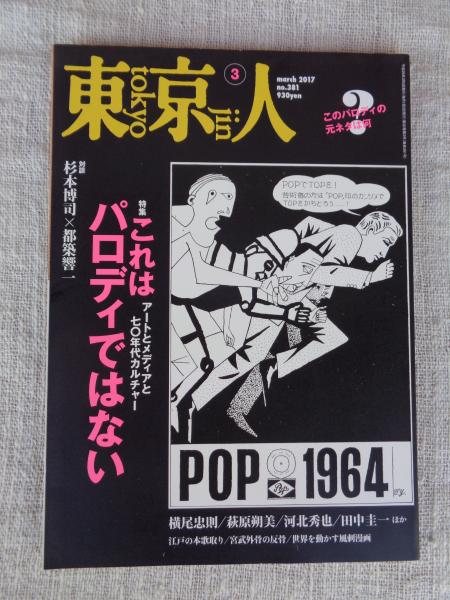 東京人
tokyo
jin
3
march 2017
no.381
930yen
?
このパロディの
元ネタは何
対談
杉本博司×都築響一
特集
これは
パロディではない
アートとメディアと
七〇年代カルチャー
POPでTOPを！
POP 1964
Pop
横尾忠則/萩原朔美/河北秀也/田中圭一 ほか
江戸の本歌取り/宮武外骨の反骨/世界を動かす風刺漫画